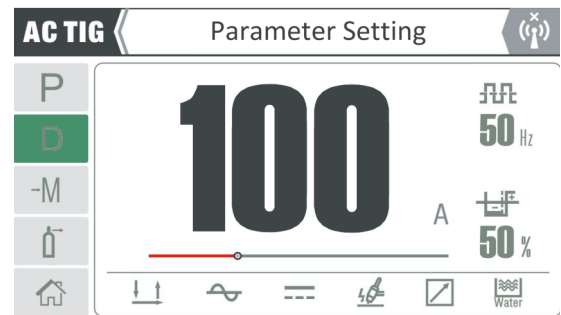 AC TIG
Parameter Setting
P
D
→M
100
A
50 Hz
50 %
Water